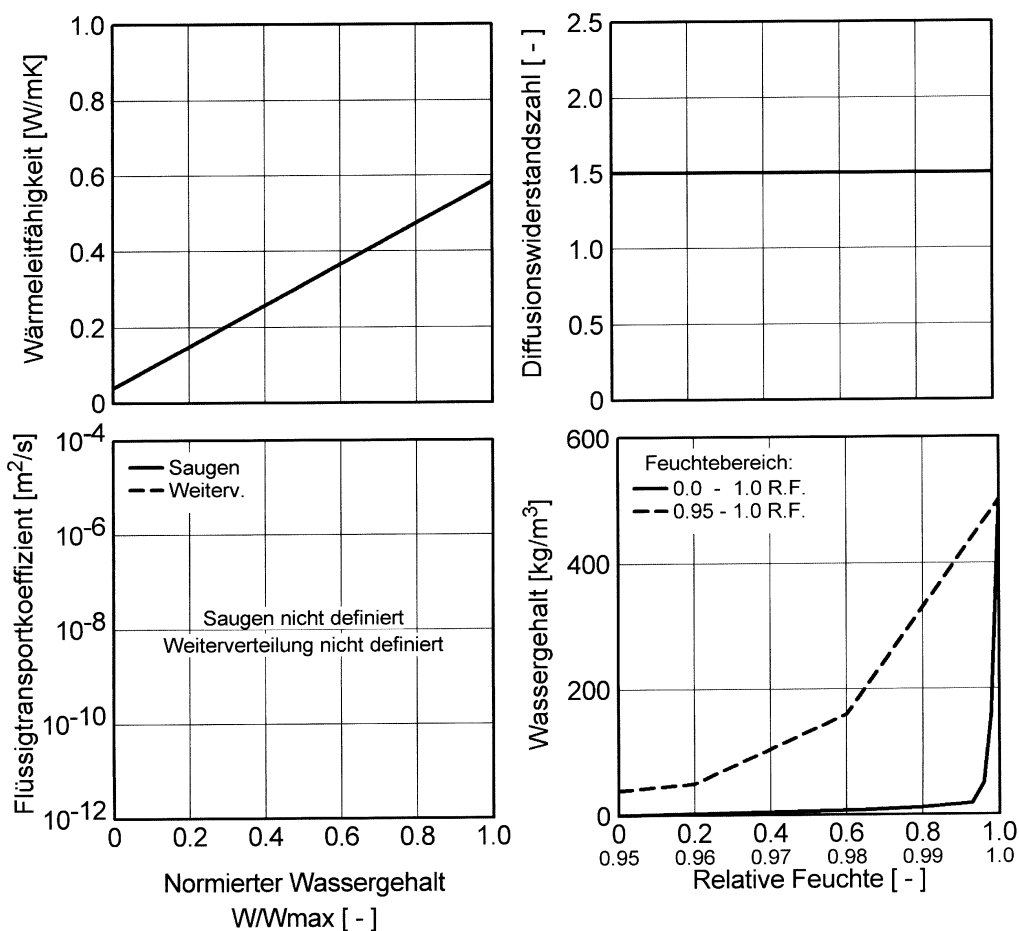 Wärmeleitfähigkeit [W/mK]
1.0
0.8
0.6
0.4
0.2
0
Diffusionswiderstandszahl [ - ]
2.5
2.0
1.5
1.0
0.5
0
Flüssigtransportkoeffizient [m²/s]
10⁻⁴
10⁻⁶
10⁻⁸
10⁻¹⁰
10⁻¹²
Saugen
Weiterv.
Saugen nicht definiert
Weiterverteilung nicht definiert
0 0.2 0.4 0.6 0.8 1.0
Normierter Wassergehalt
W/Wmax [ - ]
Wassergehalt [kg/m³]
600
400
200
0
Feuchtebereich:
0.0 - 1.0 R.F.
0.95 - 1.0 R.F.
0 0.2 0.4 0.6 0.8 1.0
0.95 0.96 0.97 0.98 0.99 1.0
Relative Feuchte [ - ]